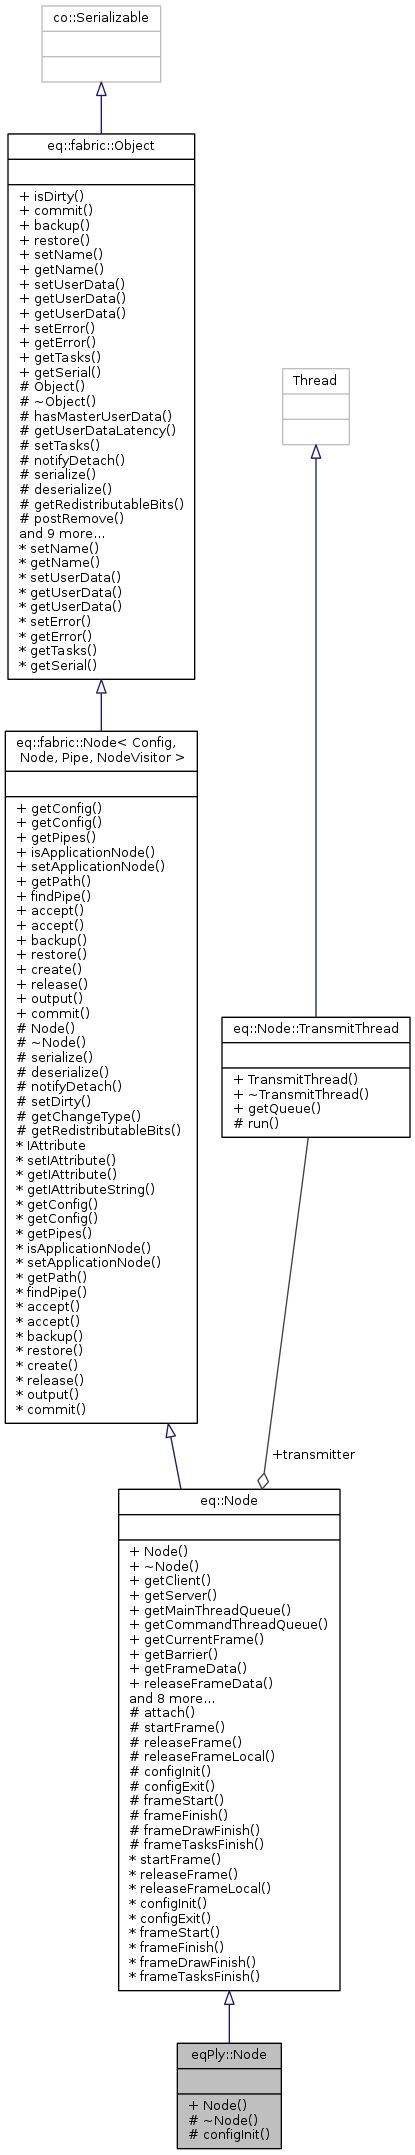 co::Serializable
eq::fabric::Object
+ isDirty()
+ commit()
+ backup()
+ restore()
+ setName()
+ getName()
+ setUserData()
+ getUserData()
+ getUserData()
+ setError()
+ getError()
+ getTasks()
+ getSerial()
# Object()
# ~Object()
# hasMasterUserData()
# getUserDataLatency()
# setTasks()
# notifyDetach()
# serialize()
# deserialize()
# getRedistributableBits()
# postRemove()
and 9 more...
* setName()
* getName()
* setUserData()
* getUserData()
* getUserData()
* setError()
* getError()
* getTasks()
* getSerial()
Thread
eq::fabric::Node< Config,
Node, Pipe, NodeVisitor >
+ getConfig()
+ getConfig()
+ getPipes()
+ isApplicationNode()
+ setApplicationNode()
+ getPath()
+ findPipe()
+ accept()
+ accept()
+ backup()
+ restore()
+ create()
+ release()
+ output()
+ commit()
# Node()
# ~Node()
# serialize()
# deserialize()
# notifyDetach()
# setDirty()
# getChangeType()
# getRedistributableBits()
* IAttribute
* setIAttribute()
* getIAttribute()
* getIAttributeString()
* getConfig()
* getConfig()
* getPipes()
* isApplicationNode()
* setApplicationNode()
* getPath()
* findPipe()
* accept()
* accept()
* backup()
* restore()
* create()
* release()
* output()
* commit()
eq::Node::TransmitThread
+ TransmitThread()
+ ~TransmitThread()
+ getQueue()
# run()
+transmitter
eq::Node
+ Node()
+ ~Node()
+ getClient()
+ getServer()
+ getMainThreadQueue()
+ getCommandThreadQueue()
+ getCurrentFrame()
+ getBarrier()
+ getFrameData()
+ releaseFrameData()
and 8 more...
# attach()
# startFrame()
# releaseFrame()
# releaseFrameLocal()
# configInit()
# configExit()
# frameStart()
# frameFinish()
# frameDrawFinish()
# frameTasksFinish()
* startFrame()
* releaseFrame()
* releaseFrameLocal()
* configInit()
* configExit()
* frameStart()
* frameFinish()
* frameDrawFinish()
* frameTasksFinish()
eqPly::Node
+ Node()
# ~Node()
# configInit()